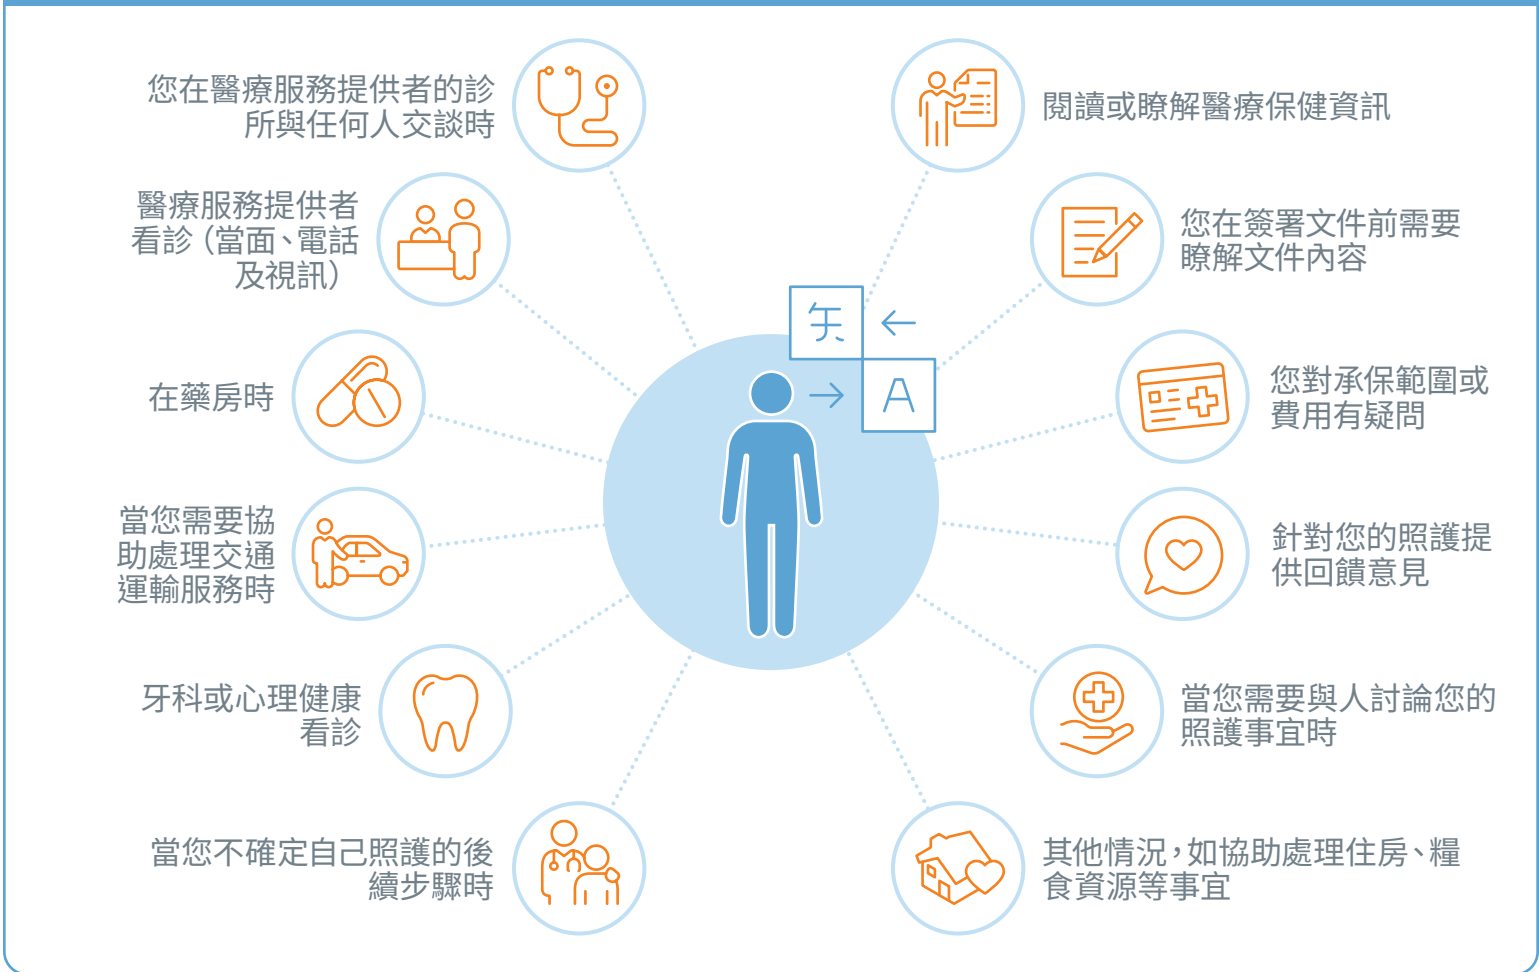 您在醫療服務提供者的診
所與任何人交談時
醫療服務提供者
看診（當面、電話
及視訊）
在藥房時
當您需要協
助處理交通
運輸服務時
牙科或心理健康
看診
當您不確定自己照護的後
續步驟時
A
閱讀或瞭解醫療保健資訊
您在簽署文件前需要
瞭解文件內容
您對承保範圍或
費用有疑問
針對您的照護提
供回饋意見
當您需要與人討論您的
照護事宜時
其他情況，如協助處理住房、糧
食資源等事宜